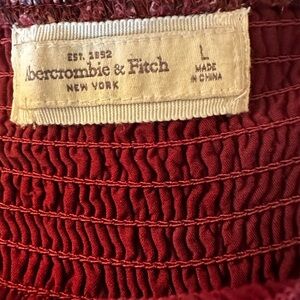 EST. 1892
Abercrombie & Fitch
NEW YORK
L
MADE
IN CHINA